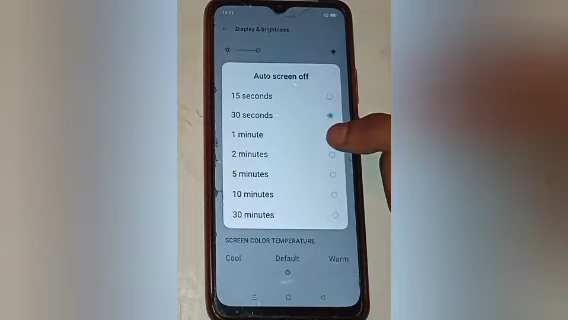 Display & brightness
Auto screen off
15 seconds
30 seconds
1 minute
2 minutes
5 minutes
10 minutes
30 minutes
SCREEN COLOR TEMPERATURE
Cool Default Warm